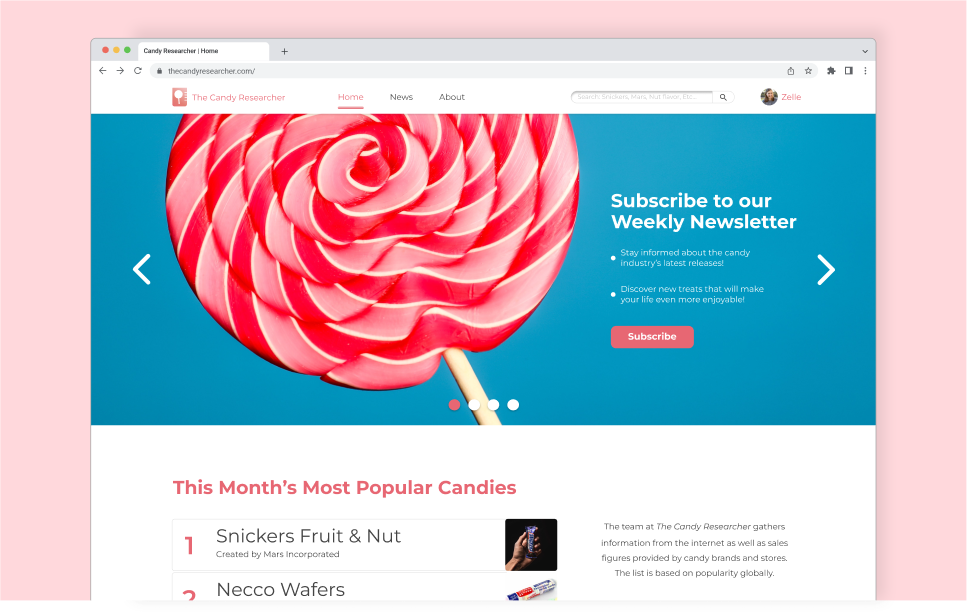 Candy Researcher | Home
thecandyresearcher.com/
The Candy Researcher
Home
News
About
Search: Snickers, Mars, Nut flavor, Etc...
Zelle
Subscribe to our
Weekly Newsletter
Stay informed about the candy
industry's latest releases!
Discover new treats that will make
your life even more enjoyable!
Subscribe
This Month's Most Popular Candies
1
Snickers Fruit & Nut
Created by Mars Incorporated
2
Necco Wafers
The team at The Candy Researcher gathers
information from the internet as well as sales
figures provided by candy brands and stores.
The list is based on popularity globally.